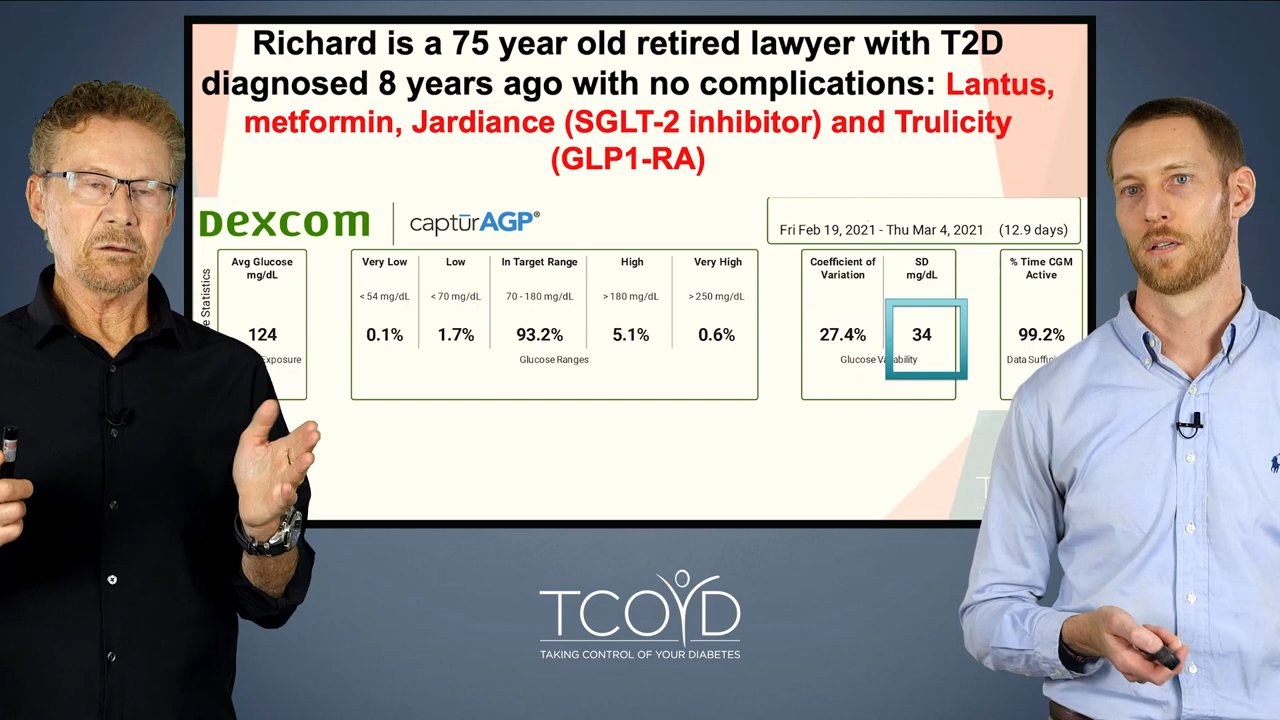 Richard is a 75 year old retired lawyer with T2D
diagnosed 8 years ago with no complications: Lantus,
metformin, Jardiance (SGLT-2 inhibitor) and Trulicity
(GLP1-RA)
Dexcom captūrAGP®
Fri Feb 19, 2021 - Thu Mar 4, 2021 (12.9 days)
Avg Glucose
mg/dL
124
Exposure
Very Low Low In Target Range High Very High
< 54 mg/dL < 70 mg/dL 70 - 180 mg/dL > 180 mg/dL > 250 mg/dL
0.1% 1.7% 93.2% 5.1% 0.6%
Glucose Ranges
Coefficient of
Variation
SD
mg/dL
27.4% 34
Glucose Variability
% Time CGM
Active
99.2%
Data
Statistics
TCOYD
TAKING CONTROL OF YOUR DIABETES